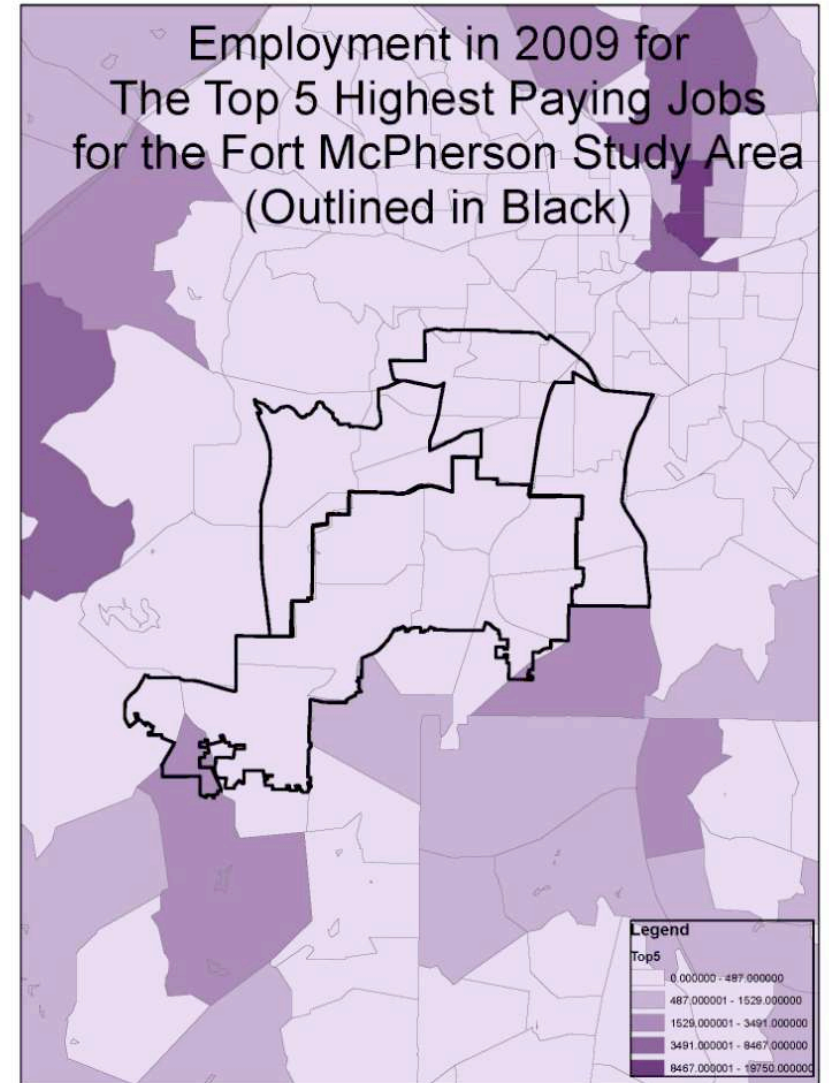 Employment in 2009 for
The Top 5 Highest Paying Jobs
for the Fort McPherson Study Area
(Outlined in Black)
Legend
Top5
0.000000 - 487.000000
487.000001 - 1529.000000
1529.000001 - 3491.000000
3491.000001 - 8467.000000
8467.000001 - 19750.000000